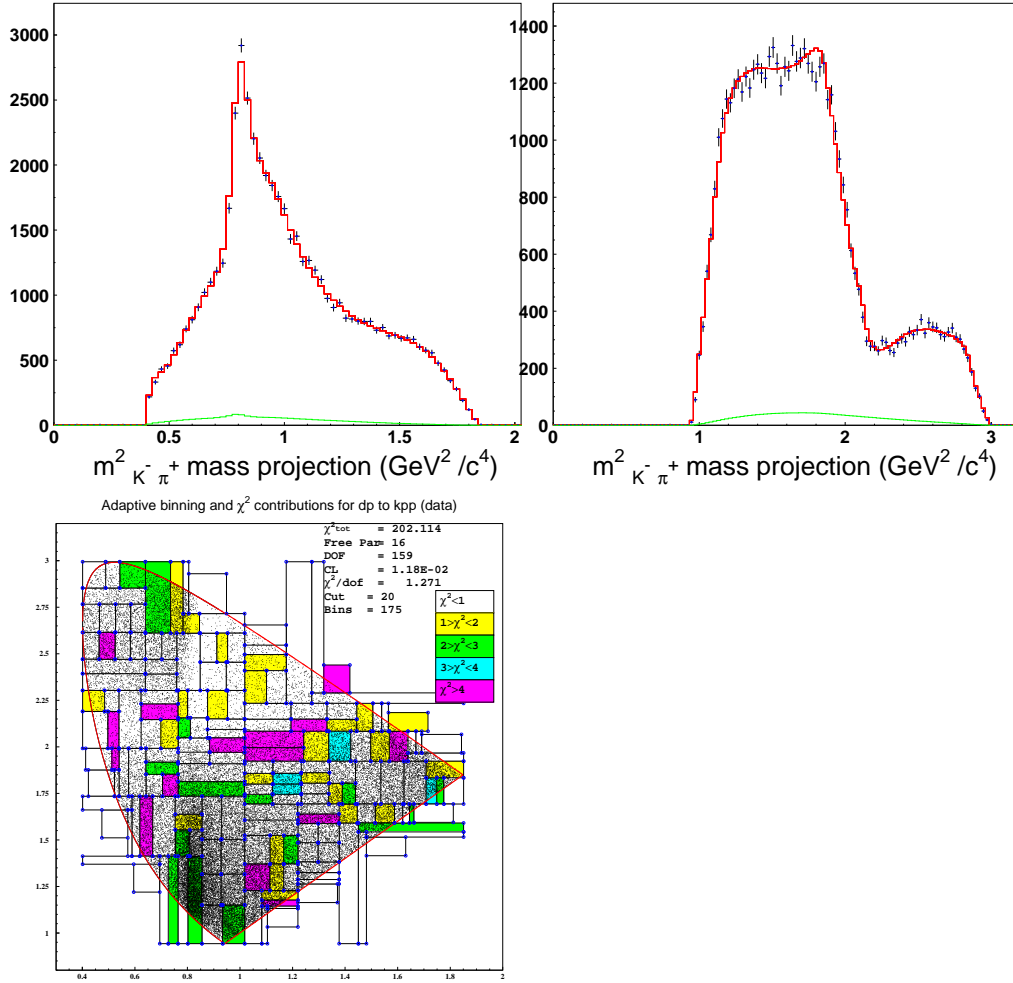 3000
2500
2000
1500
1000
500
0
0 0.5 1 1.5 2
m²K⁻π⁺ mass projection (GeV²/c⁴)
1400
1200
1000
800
600
400
200
0
0 1 2 3
m²K⁻π⁺ mass projection (GeV²/c⁴)
Adaptive binning and χ² contributions for dp to kpp (data)
χ²tot = 202.114
Free Par= 16
DOF = 159
CL = 1.18E-02
χ²/dof = 1.271
Cut = 20
Bins = 175
χ²<1
1>χ²<2
2>χ²<3
3>χ²<4
χ²>4
3
2.75
2.5
2.25
2
1.75
1.5
1.25
1
0.4 0.6 0.8 1 1.2 1.4 1.6 1.8 2